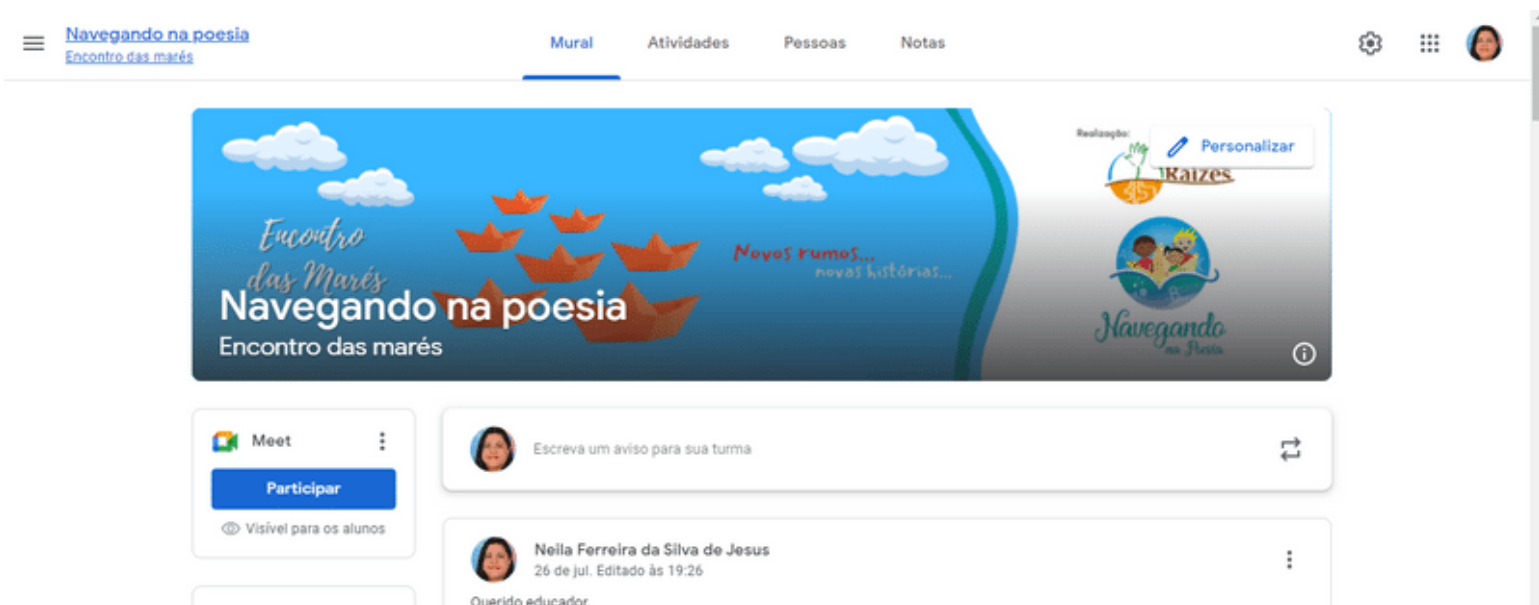 Navegando na poesia
Encontro das marés
Mural
Atividades
Pessoas
Notas
Realização:
Personalizar
Raízes
Encontro
das Marés
Novos rumos...
novas histórias...
Navegando na poesia
Encontro das marés
Navegando
na Poesia
Meet
Participar
Visível para os alunos
Escreva um aviso para sua turma
Neila Ferreira da Silva de Jesus
26 de jul. Editado às 19:26
Querido educador